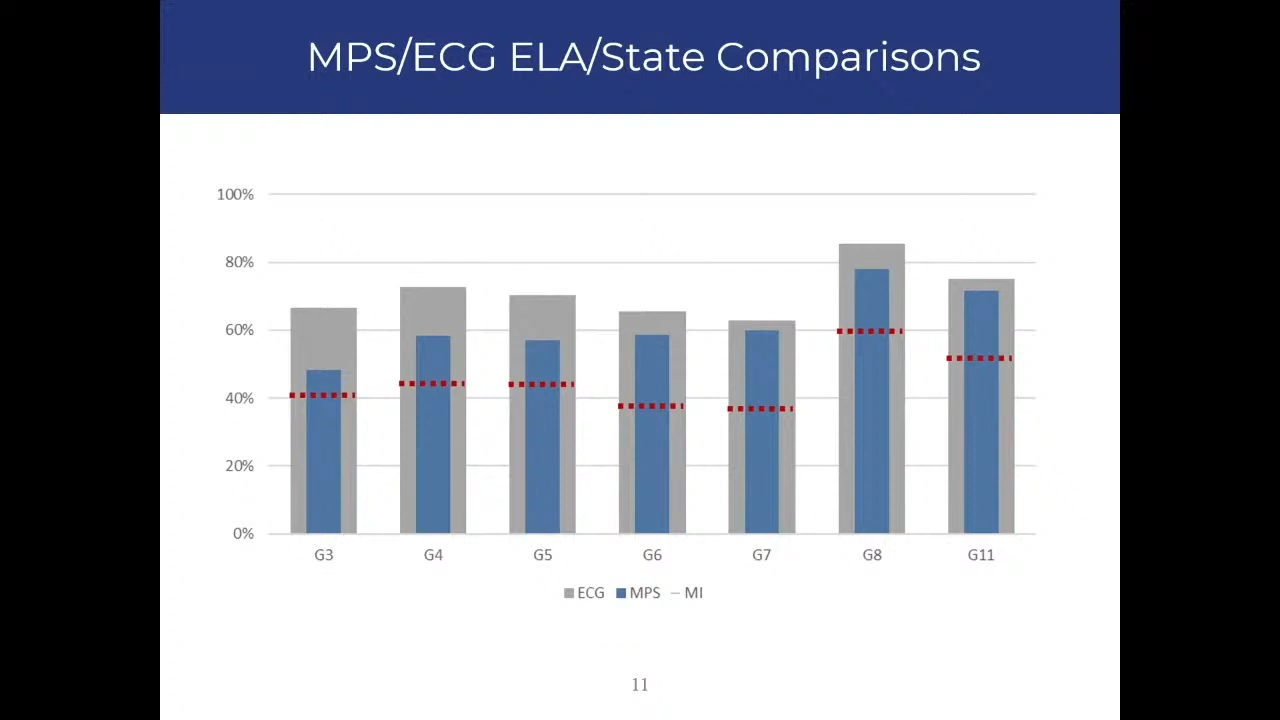 MPS/ECG ELA/State Comparisons
100%
80%
60%
40%
20%
0%
G3 G4 G5 G6 G7 G8 G11
ECG MPS MI
11